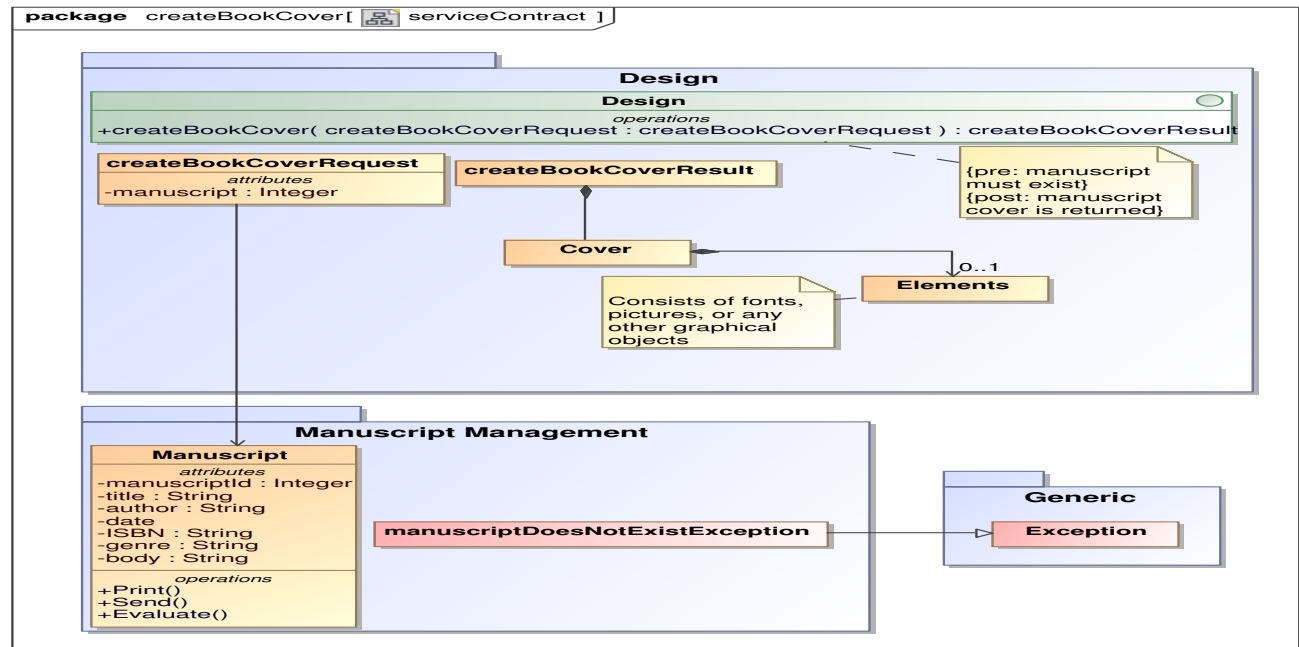 package createBookCover[ serviceContract ]
Design
Design
operations
+createBookCover( createBookCoverRequest : createBookCoverRequest ) : createBookCoverResult
createBookCoverRequest
attributes
-manuscript : Integer
createBookCoverResult
{pre: manuscript
must exist}
{post: manuscript
cover is returned}
Cover
0..1
Elements
Consists of fonts,
pictures, or any
other graphical
objects
Manuscript Management
Manuscript
attributes
-manuscriptId : Integer
-title : String
-author : String
-date
-ISBN : String
-genre : String
-body : String
operations
+Print()
+Send()
+Evaluate()
manuscriptDoesNotExistException
Generic
Exception